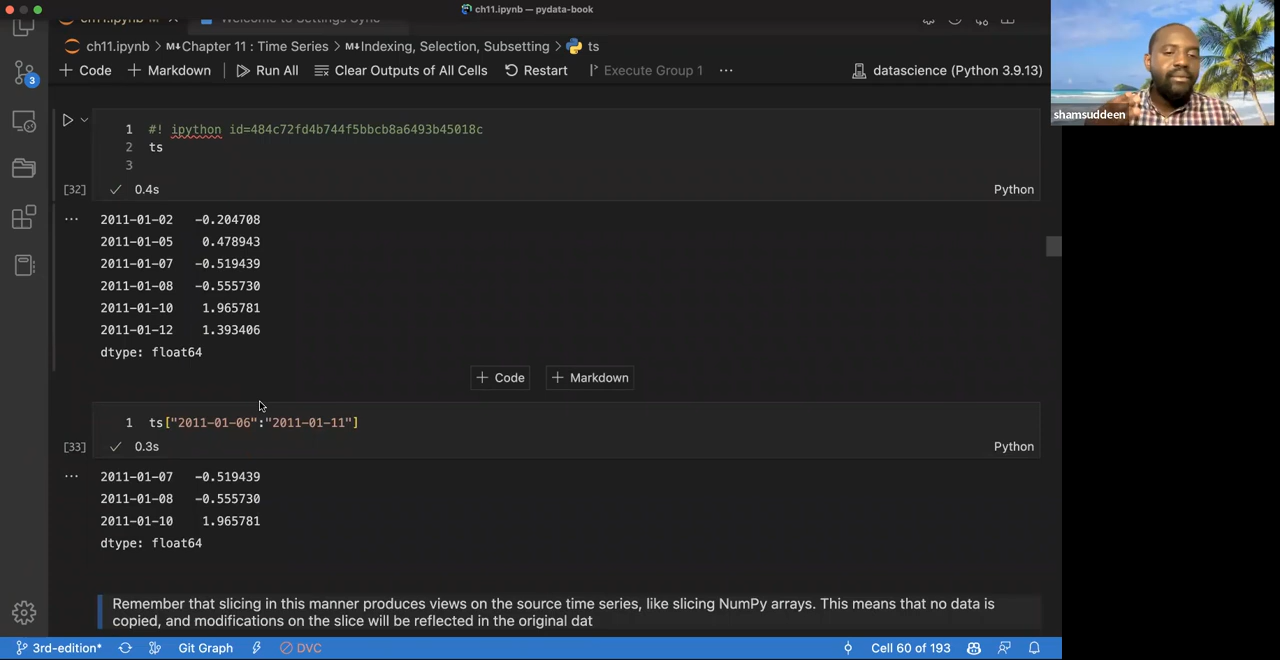 ch11.ipynb — pydata-book
ch11.ipynb M
Welcome to Settings Sync
ch11.ipynb > M↓Chapter 11 : Time Series > M↓Indexing, Selection, Subsetting > ts
+ Code + Markdown Run All Clear Outputs of All Cells Restart Execute Group 1 ... datascience (Python 3.9.13)
shamsuddeen
3
1 #! ipython id=484c72fd4b744f5bbcb8a6493b45018c
2 ts
3
[32] ✓ 0.4s Python
... 2011-01-02 -0.204708
2011-01-05 0.478943
2011-01-07 -0.519439
2011-01-08 -0.555730
2011-01-10 1.965781
2011-01-12 1.393406
dtype: float64
+ Code + Markdown
1 ts["2011-01-06":"2011-01-11"]
[33] ✓ 0.3s Python
... 2011-01-07 -0.519439
2011-01-08 -0.555730
2011-01-10 1.965781
dtype: float64
Remember that slicing in this manner produces views on the source time series, like slicing NumPy arrays. This means that no data is
copied, and modifications on the slice will be reflected in the original dat
3rd-edition* Git Graph DVC Cell 60 of 193